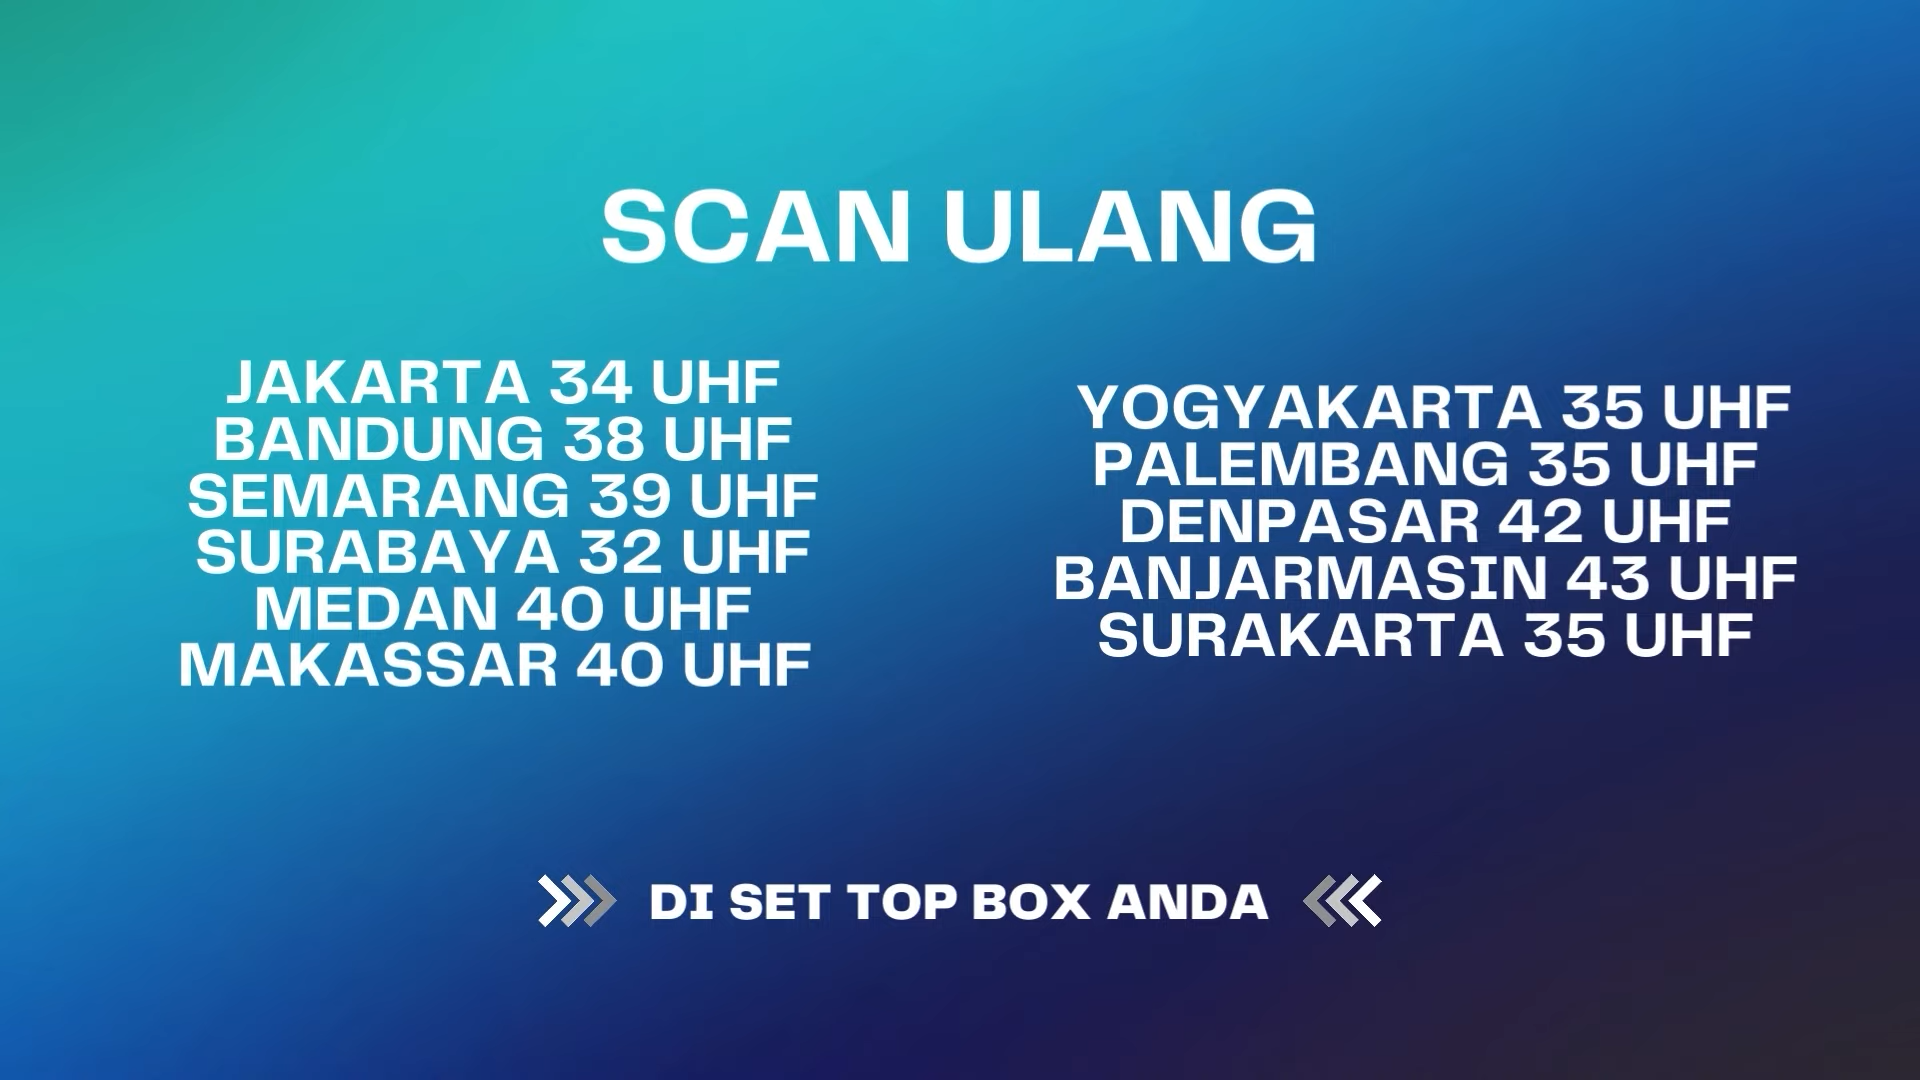 SCAN ULANG
JAKARTA 34 UHF
BANDUNG 38 UHF
SEMARANG 39 UHF
SURABAYA 32 UHF
MEDAN 40 UHF
MAKASSAR 40 UHF
YOGYAKARTA 35 UHF
PALEMBANG 35 UHF
DENPASAR 42 UHF
BANJARMASIN 43 UHF
SURAKARTA 35 UHF
DI SET TOP BOX ANDA